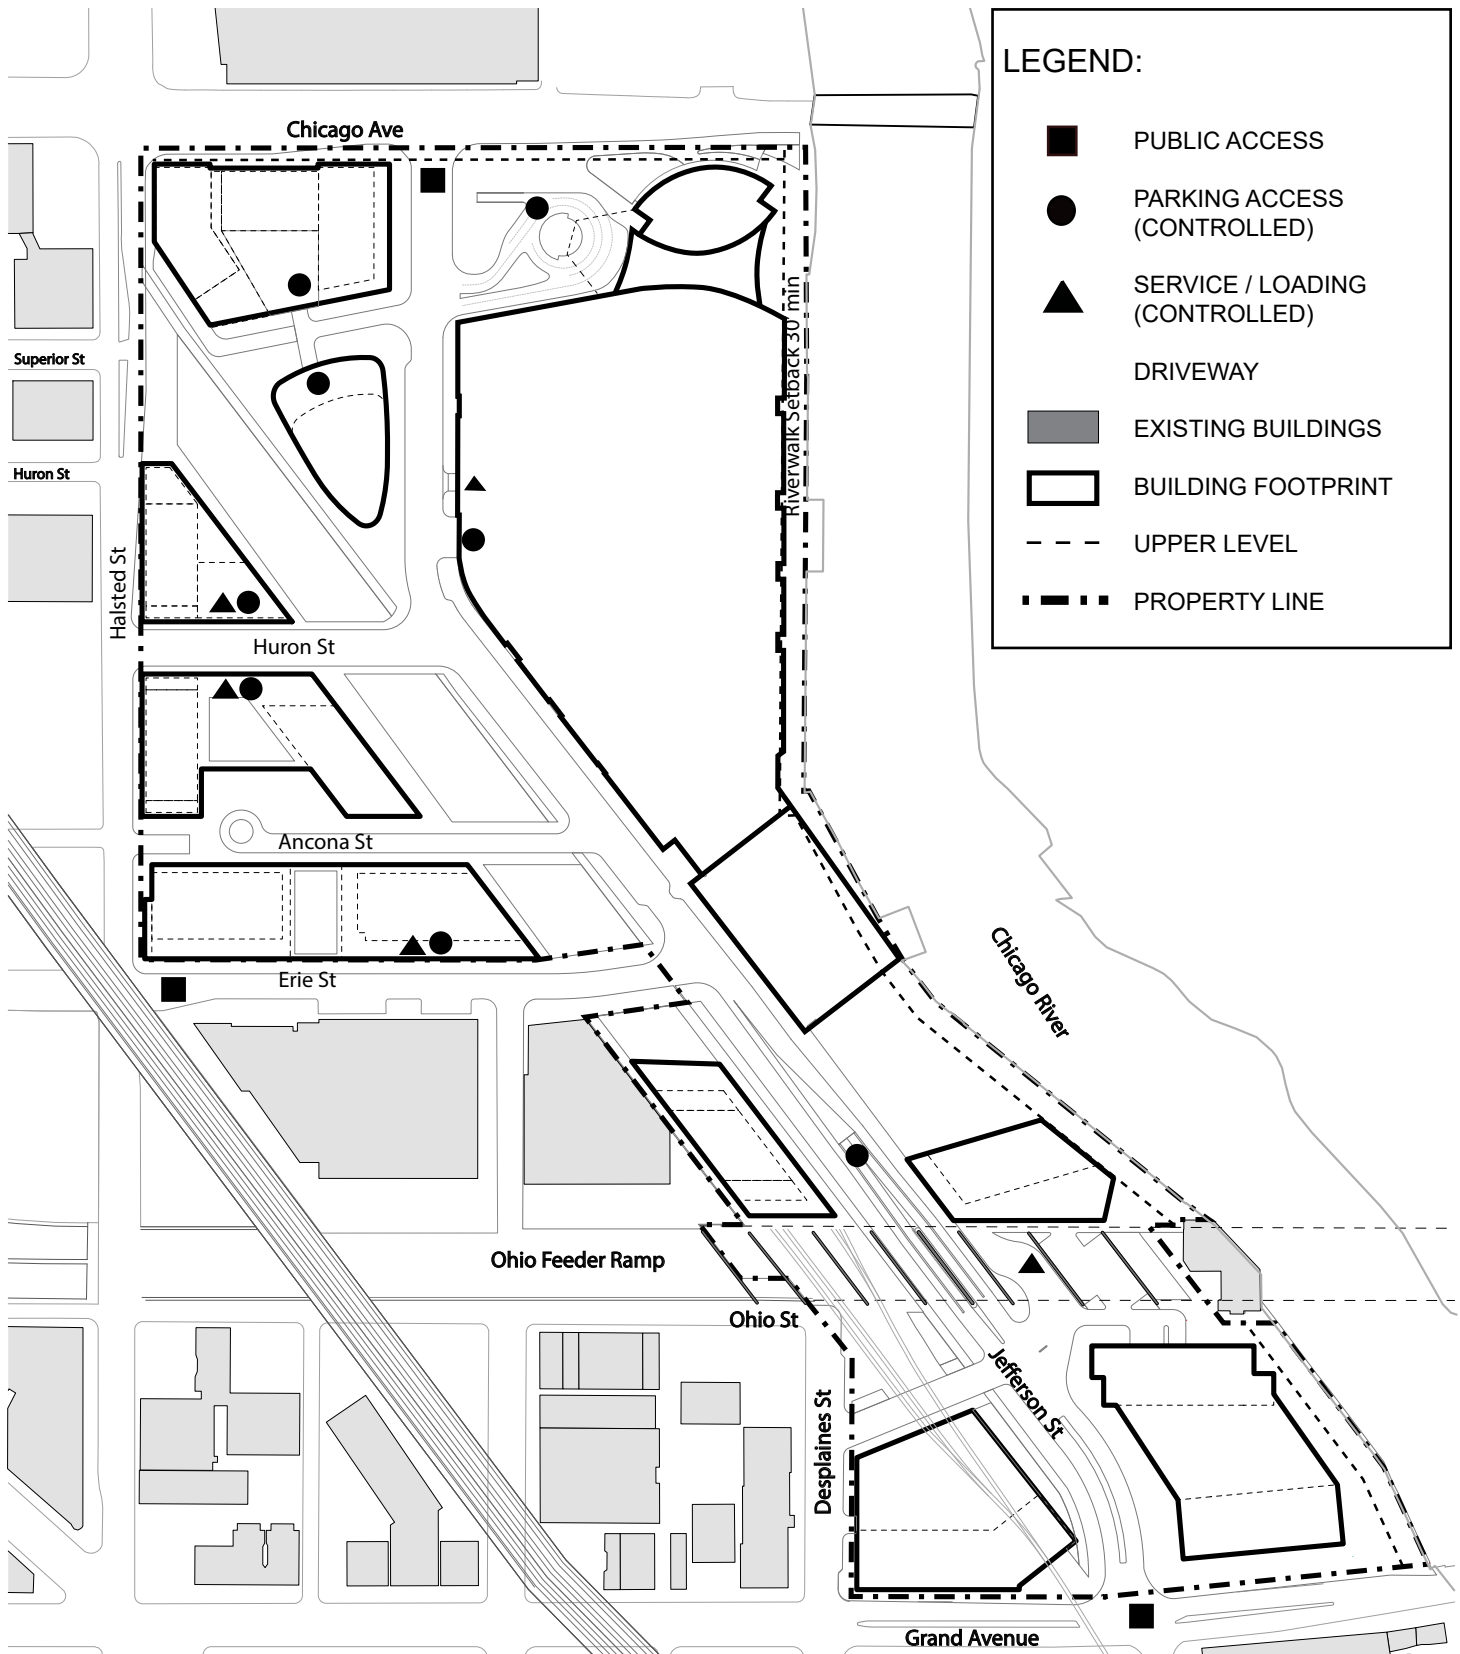 LEGEND:
PUBLIC ACCESS
PARKING ACCESS
(CONTROLLED)
SERVICE / LOADING
(CONTROLLED)
DRIVEWAY
EXISTING BUILDINGS
BUILDING FOOTPRINT
UPPER LEVEL
PROPERTY LINE
Chicago Ave
Riverwalk Setback 30' min
Superior St
Huron St
Halsted St
Huron St
Ancona St
Erie St
Chicago River
Ohio Feeder Ramp
Ohio St
Jefferson St
Desplaines St
Grand Avenue